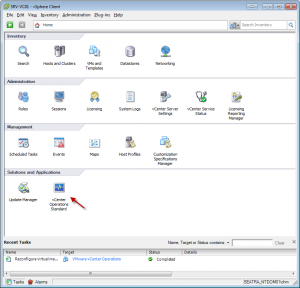 SRV-VC01 - vSphere Client
File Edit View Inventory Administration Plug-ins Help
Home
Search Inventory
Inventory
Search
Hosts and Clusters
VMs and Templates
Datastores
Networking
Administration
Roles
Sessions
Licensing
System Logs
vCenter Server Settings
vCenter Service Status
Licensing Reporting Manager
Management
Scheduled Tasks
Events
Maps
Host Profiles
Customization Specifications Manager
Solutions and Applications
Update Manager
vCenter Operations Standard
Recent Tasks
Name, Target or Status contains:
Clear
Name
Target
Status
Details
Reconfigure virtual ma...
VMware vCenter Operations
Completed
Tasks
Alarms